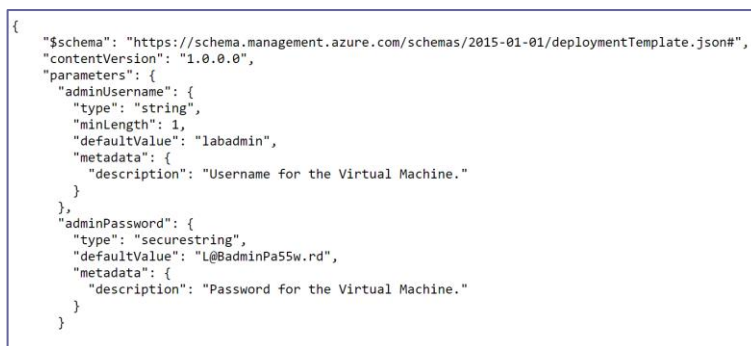 {
"$schema": "https://schema.management.azure.com/schemas/2015-01-01/deploymentTemplate.json#",
"contentVersion": "1.0.0.0",
"parameters": {
"adminUsername": {
"type": "string",
"minLength": 1,
"defaultValue": "labadmin",
"metadata": {
"description": "Username for the Virtual Machine."
}
},
"adminPassword": {
"type": "securestring",
"defaultValue": "L@BadminPa55w.rd",
"metadata": {
"description": "Password for the Virtual Machine."
}
}